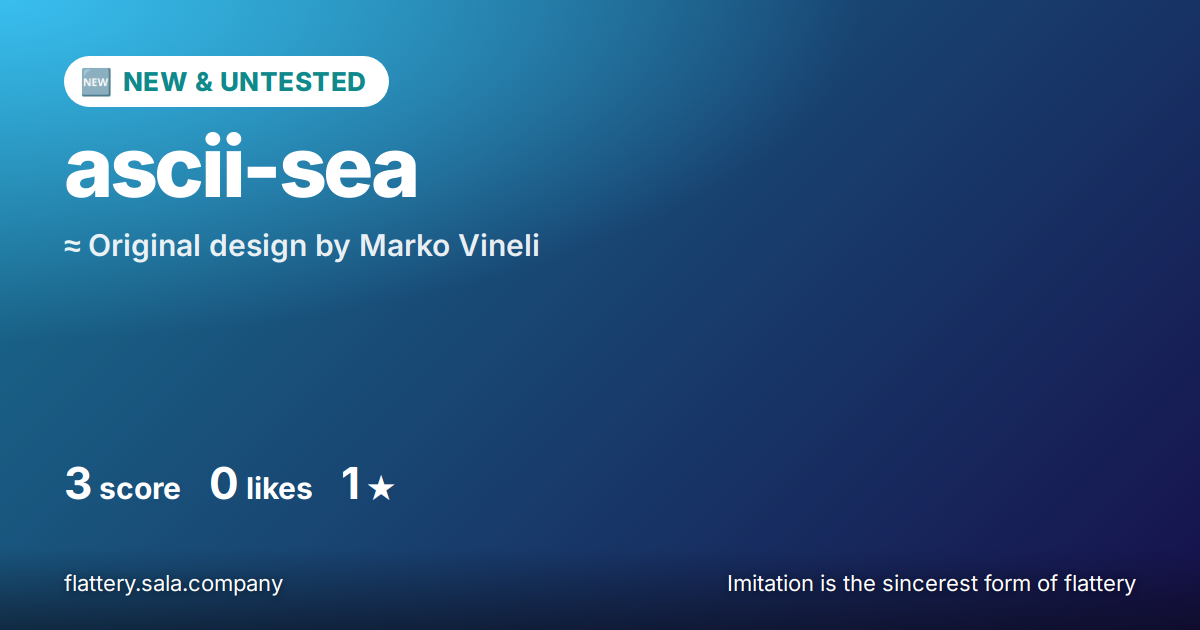 🆕 NEW & UNTESTED
ascii-sea
≈ Original design by Marko Vineli
3 score 0 likes 1 ★
flattery.sala.company
Imitation is the sincerest form of flattery